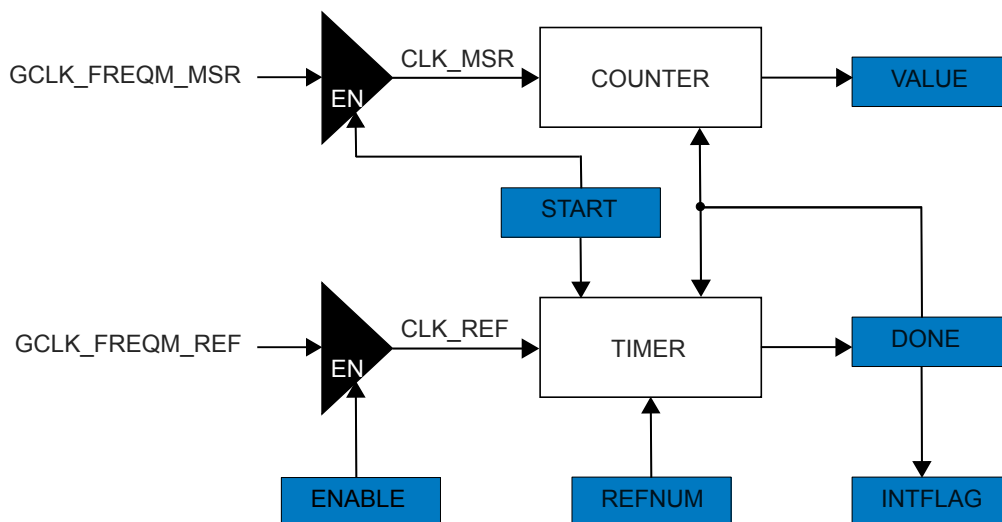 GCLK_FREQM_MSR
CLK_MSR
EN
COUNTER
VALUE
START
GCLK_FREQM_REF
CLK_REF
EN
TIMER
DONE
ENABLE
REFNUM
INTFLAG